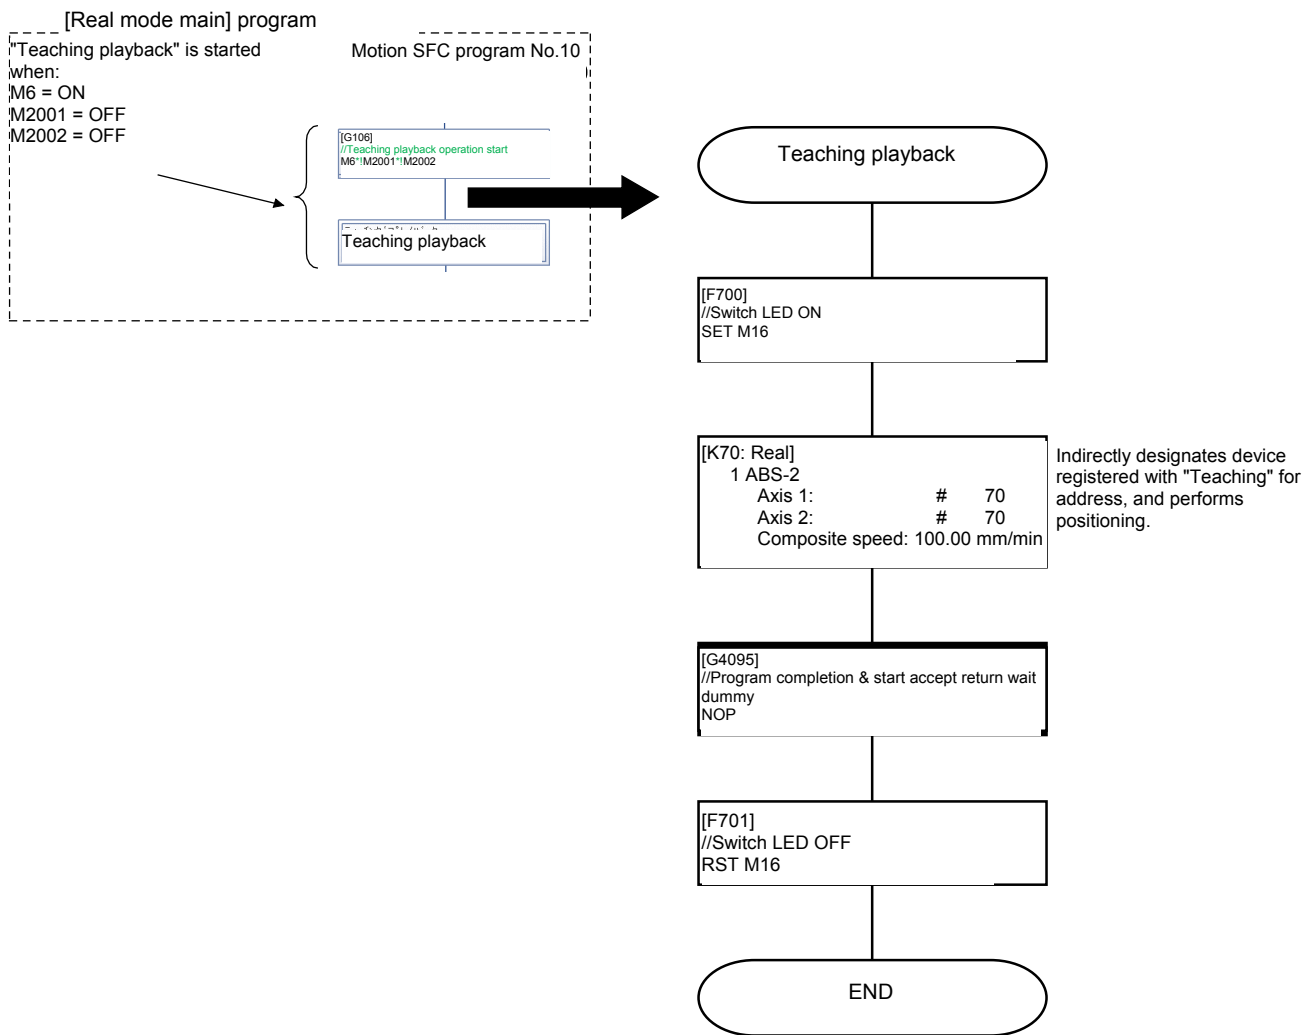 [Real mode main] program
"Teaching playback" is started
when:
M6 = ON
M2001 = OFF
M2002 = OFF
Motion SFC program No.10
[G106]
//Teaching playback operation start
M6*!M2001*!M2002
Teaching playback
Teaching playback
[F700]
//Switch LED ON
SET M16
[K70: Real]
1 ABS-2
Axis 1: # 70
Axis 2: # 70
Composite speed: 100.00 mm/min
Indirectly designates device
registered with "Teaching" for
address, and performs
positioning.
[G4095]
//Program completion & start accept return wait
dummy
NOP
[F701]
//Switch LED OFF
RST M16
END